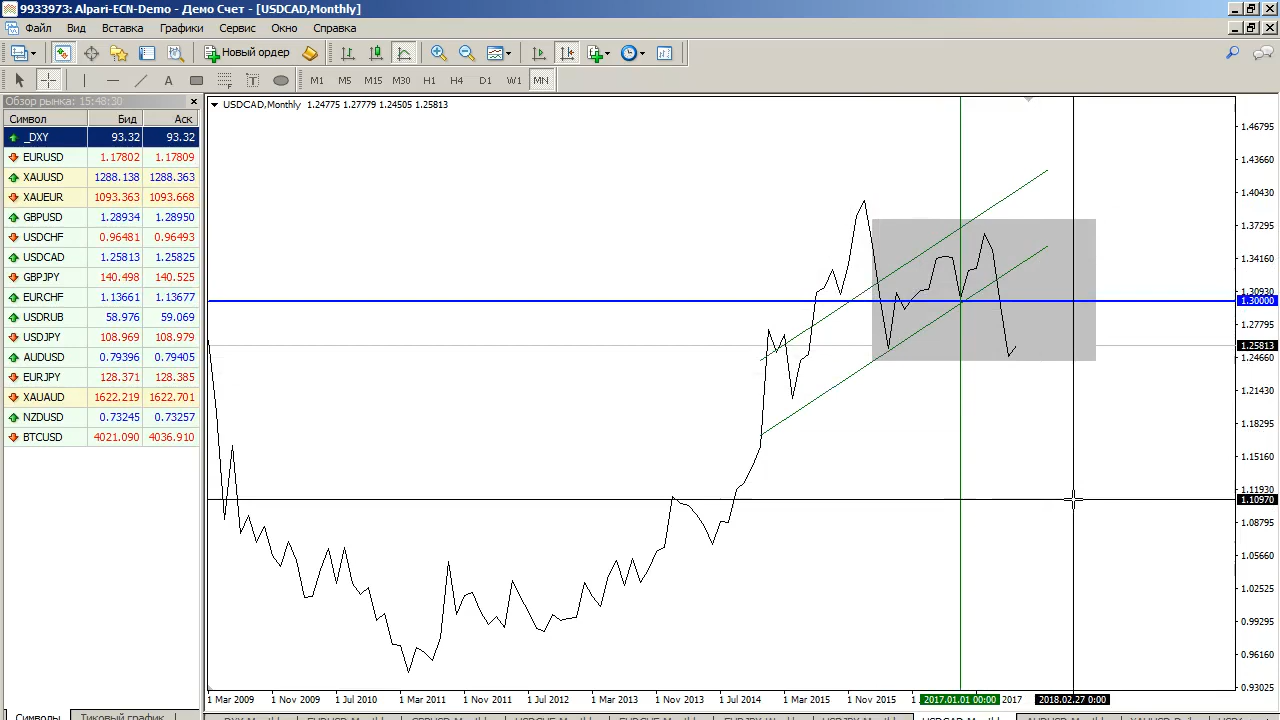 9933973: Alpari-ECN-Demo - Демо Счет - [USDCAD,Monthly]
Файл Вид Вставка Графики Сервис Окно Справка
Новый ордер
A T M1 M5 M15 M30 H1 H4 D1 W1 MN
Обзор рынка: 15:48:30
Символ Бид Аск
_DXY 93.32 93.32
EURUSD 1.17802 1.17809
XAUUSD 1288.138 1288.363
XAUEUR 1093.363 1093.668
GBPUSD 1.28934 1.28950
USDCHF 0.96481 0.96493
USDCAD 1.25813 1.25825
GBPJPY 140.498 140.525
EURCHF 1.13661 1.13677
USDRUB 58.976 59.069
USDJPY 108.969 108.979
AUDUSD 0.79396 0.79405
EURJPY 128.371 128.385
XAUAUD 1622.219 1622.701
NZDUSD 0.73245 0.73257
BTCUSD 4021.090 4036.910
Символы Тиковый график
USDCAD,Monthly 1.24775 1.27779 1.24505 1.25813
1.46795
1.43660
1.40430
1.37295
1.34160
1.30930
1.30000
1.27795
1.25813
1.24660
1.21430
1.18295
1.15160
1.11930
1.10970
1.08795
1.05660
1.02525
0.99295
0.96160
0.93025
1 Mar 2009 1 Nov 2009 1 Jul 2010 1 Mar 2011 1 Nov 2011 1 Jul 2012 1 Mar 2013 1 Nov 2013 1 Jul 2014 1 Mar 2015 1 Nov 2015 1 2017.01.01 0:00 2017 2018.02.27 0:00